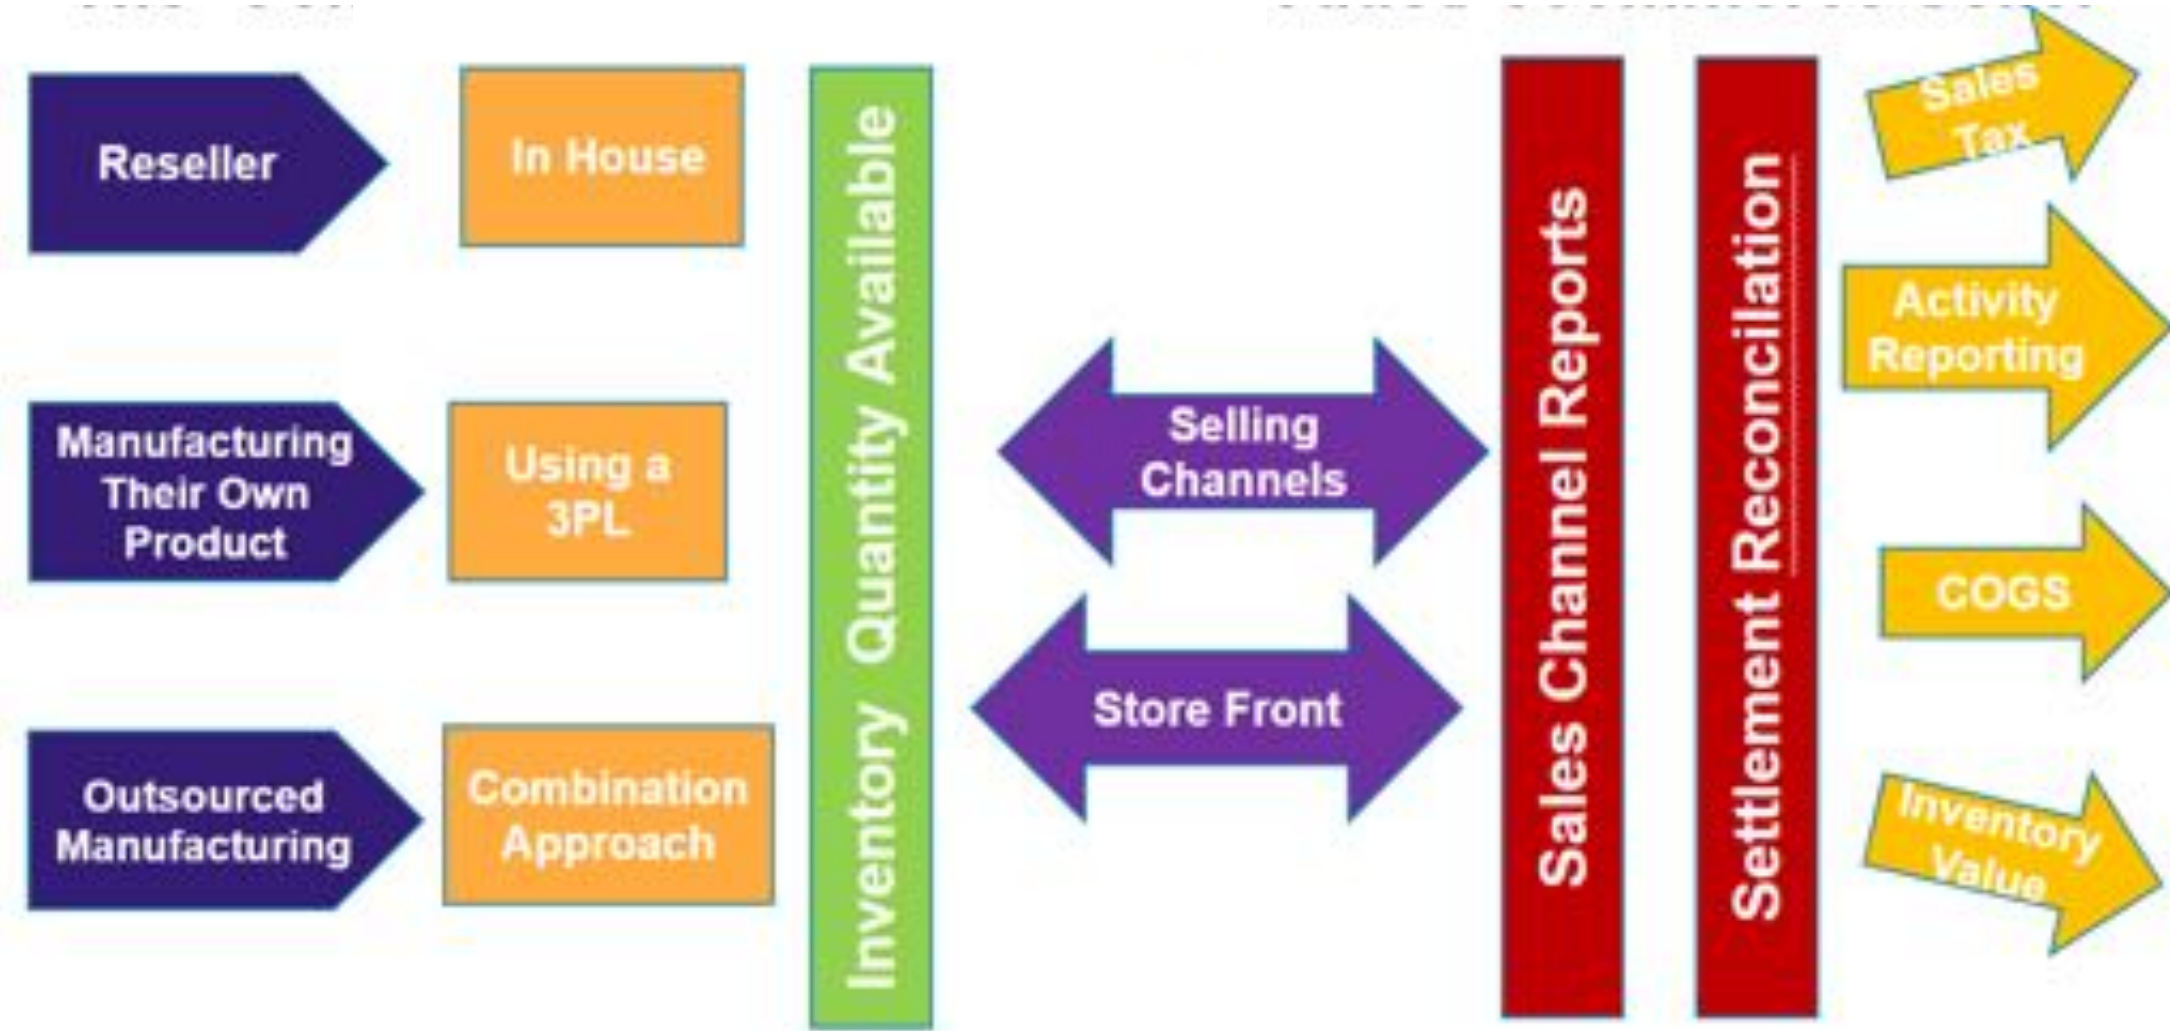 Reseller
In House
Manufacturing
Their Own
Product
Using a
3PL
Outsourced
Manufacturing
Combination
Approach
Inventory Quantity Available
Selling
Channels
Store Front
Sales Channel Reports
Settlement Reconcilation
Sales
Tax
Activity
Reporting
COGS
Inventory
Value